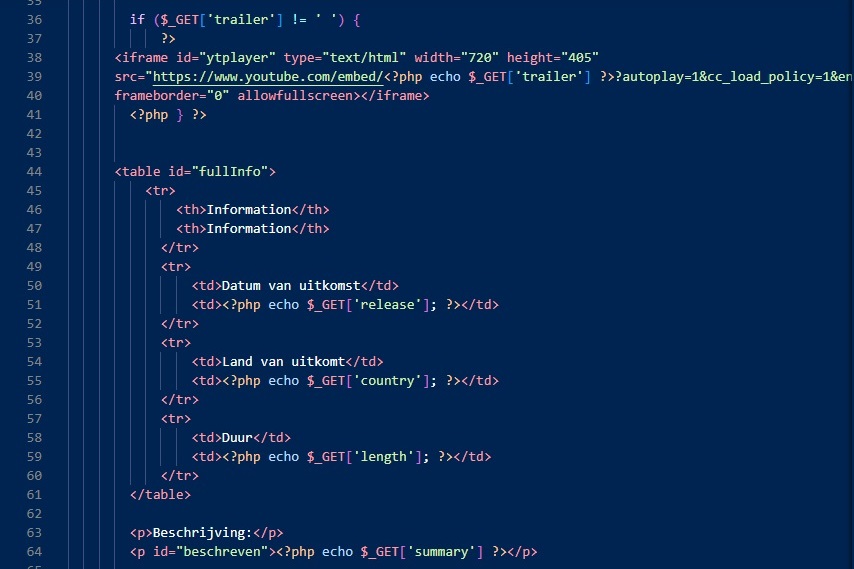 36 if ($_GET['trailer'] != ' ') {
37 ?>
38 <iframe id="ytplayer" type="text/html" width="720" height="405"
39 src="https://www.youtube.com/embed/<?php echo $_GET['trailer'] ?>?autoplay=1&cc_load_policy=1&en
40 frameborder="0" allowfullscreen></iframe>
41 <?php } ?>
42
43
44 <table id="fullInfo">
45 <tr>
46 <th>Information</th>
47 <th>Information</th>
48 </tr>
49 <tr>
50 <td>Datum van uitkomst</td>
51 <td><?php echo $_GET['release']; ?></td>
52 </tr>
53 <tr>
54 <td>Land van uitkomt</td>
55 <td><?php echo $_GET['country']; ?></td>
56 </tr>
57 <tr>
58 <td>Duur</td>
59 <td><?php echo $_GET['length']; ?></td>
60 </tr>
61 </table>
62
63 <p>Beschrijving:</p>
64 <p id="beschreven"><?php echo $_GET['summary'] ?></p>